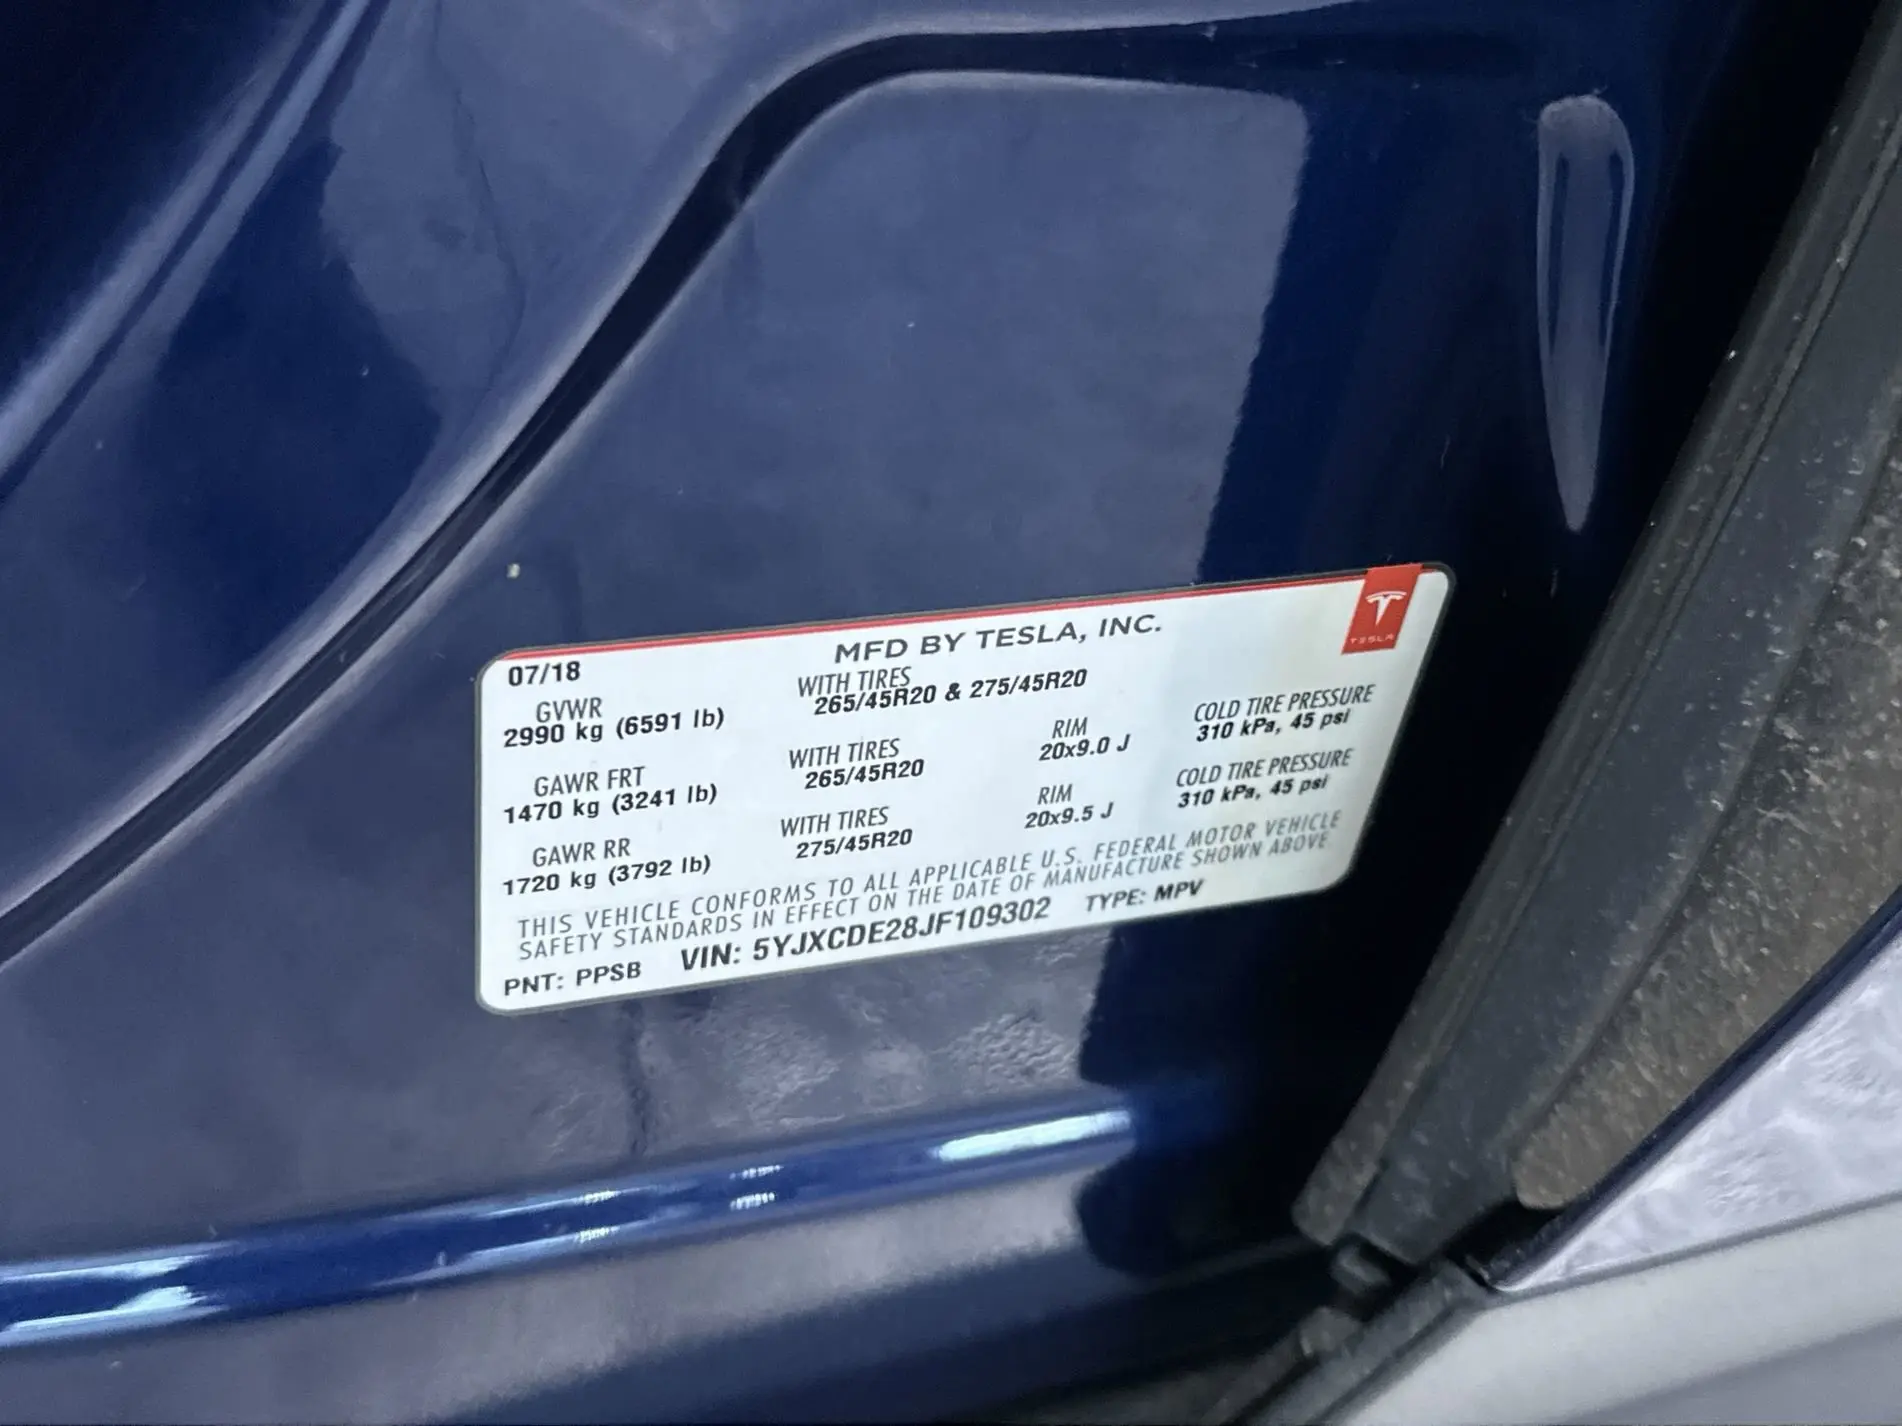 TESLA
MFD BY TESLA, INC.
07/18
GVWR
2990 kg (6591 lb)
WITH TIRES
265/45R20 & 275/45R20
GAWR FRT
1470 kg (3241 lb)
WITH TIRES
265/45R20
RIM
20x9.0 J
COLD TIRE PRESSURE
310 kPa, 45 psi
GAWR RR
1720 kg (3792 lb)
WITH TIRES
275/45R20
RIM
20x9.5 J
COLD TIRE PRESSURE
310 kPa, 45 psi
THIS VEHICLE CONFORMS TO ALL APPLICABLE U.S. FEDERAL MOTOR VEHICLE
SAFETY STANDARDS IN EFFECT ON THE DATE OF MANUFACTURE SHOWN ABOVE
PNT: PPSB VIN: 5YJXCDE28JF109302 TYPE: MPV